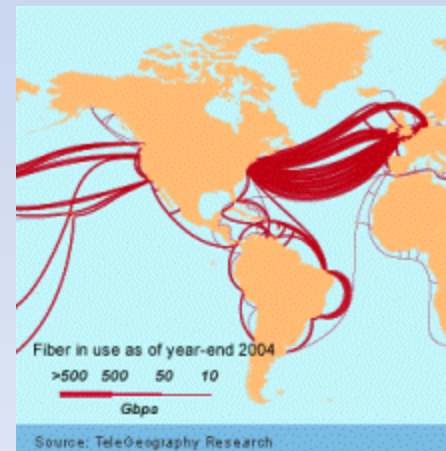 Fiber in use as of year-end 2004
>500 500 50 10
Gbps
Source: TeleGeography Research